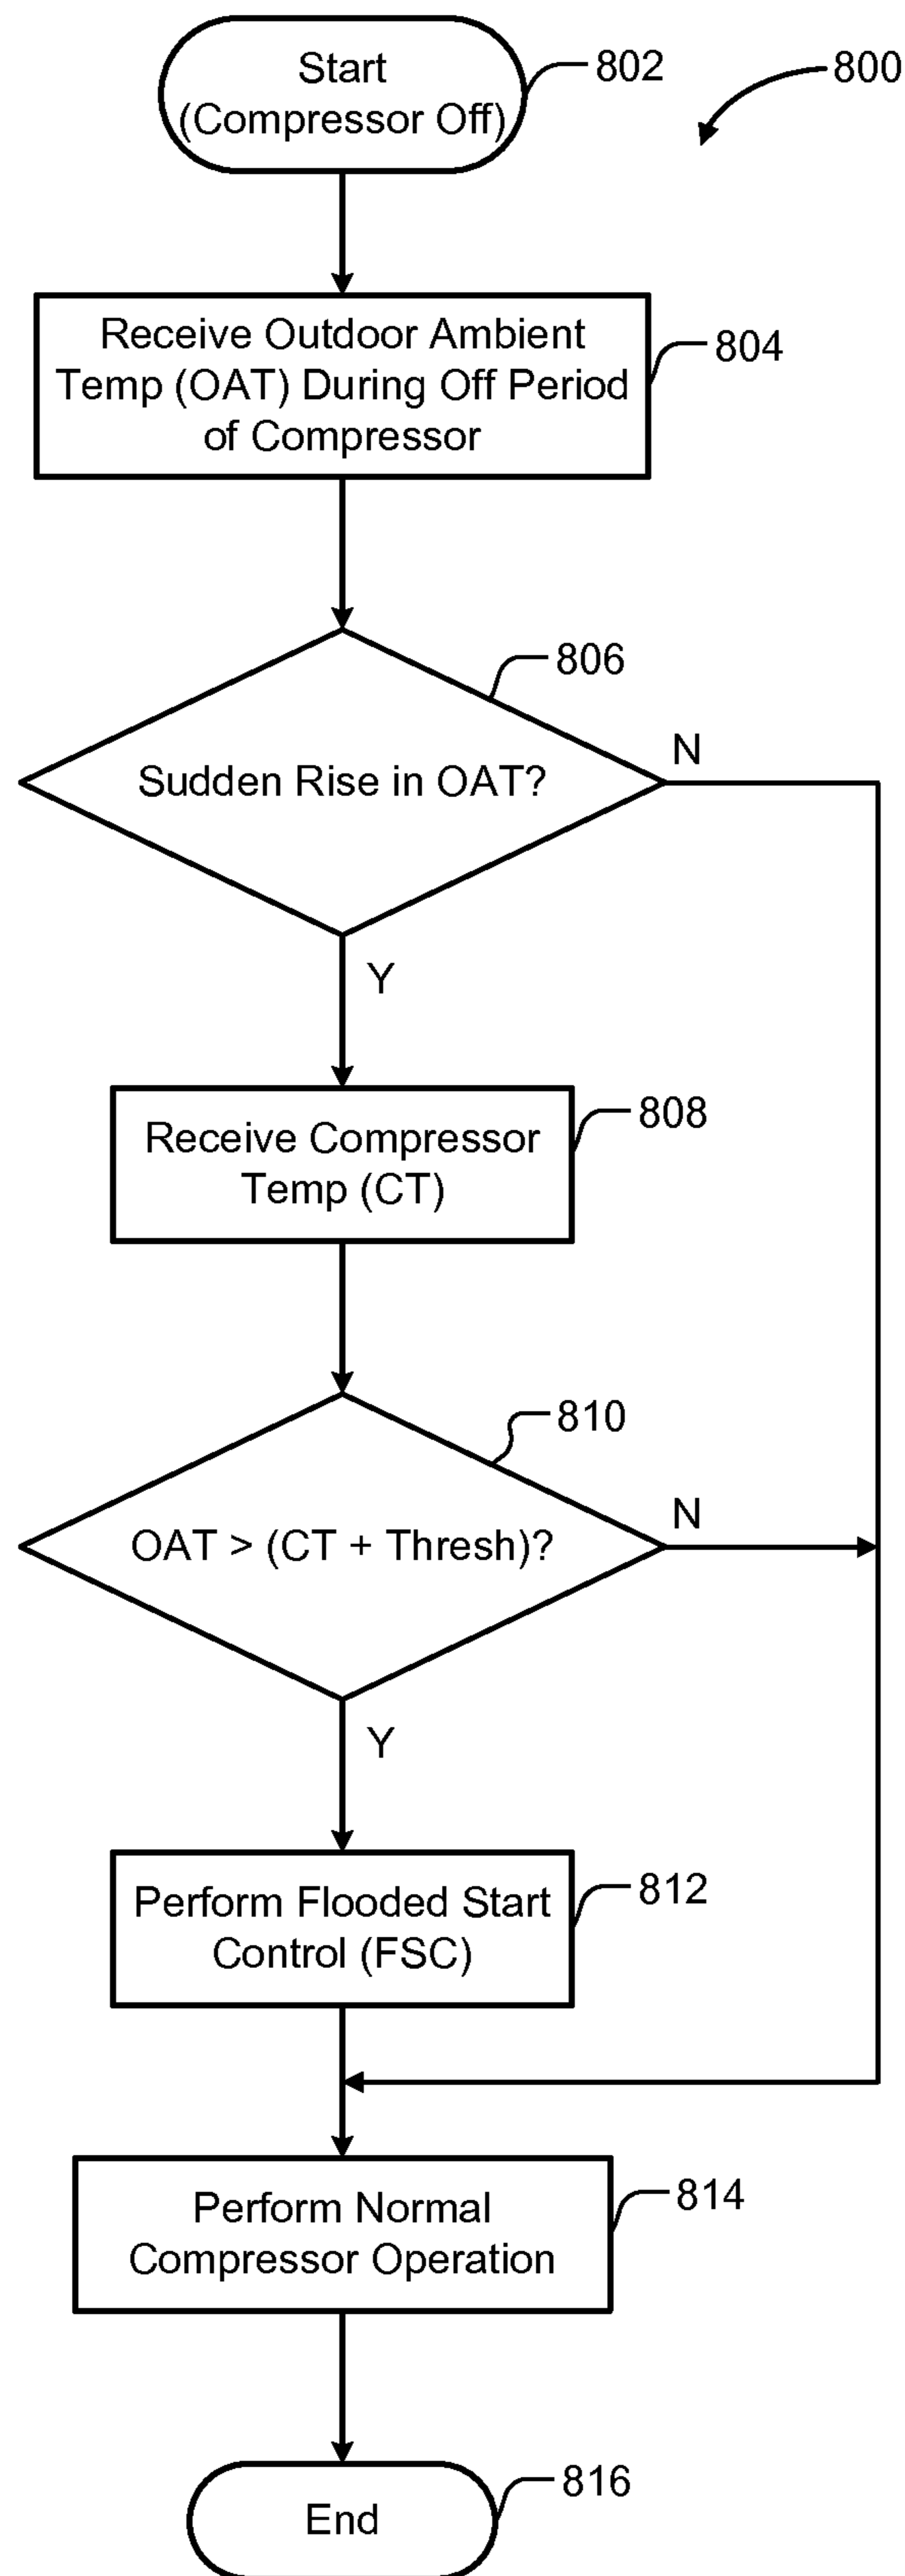 Start
(Compressor Off)
802
800
Receive Outdoor Ambient
Temp (OAT) During Off Period
of Compressor
804
806
Sudden Rise in OAT?
N
Y
Receive Compressor
Temp (CT)
808
810
OAT > (CT + Thresh)?
N
Y
Perform Flooded Start
Control (FSC)
812
Perform Normal
Compressor Operation
814
End
816